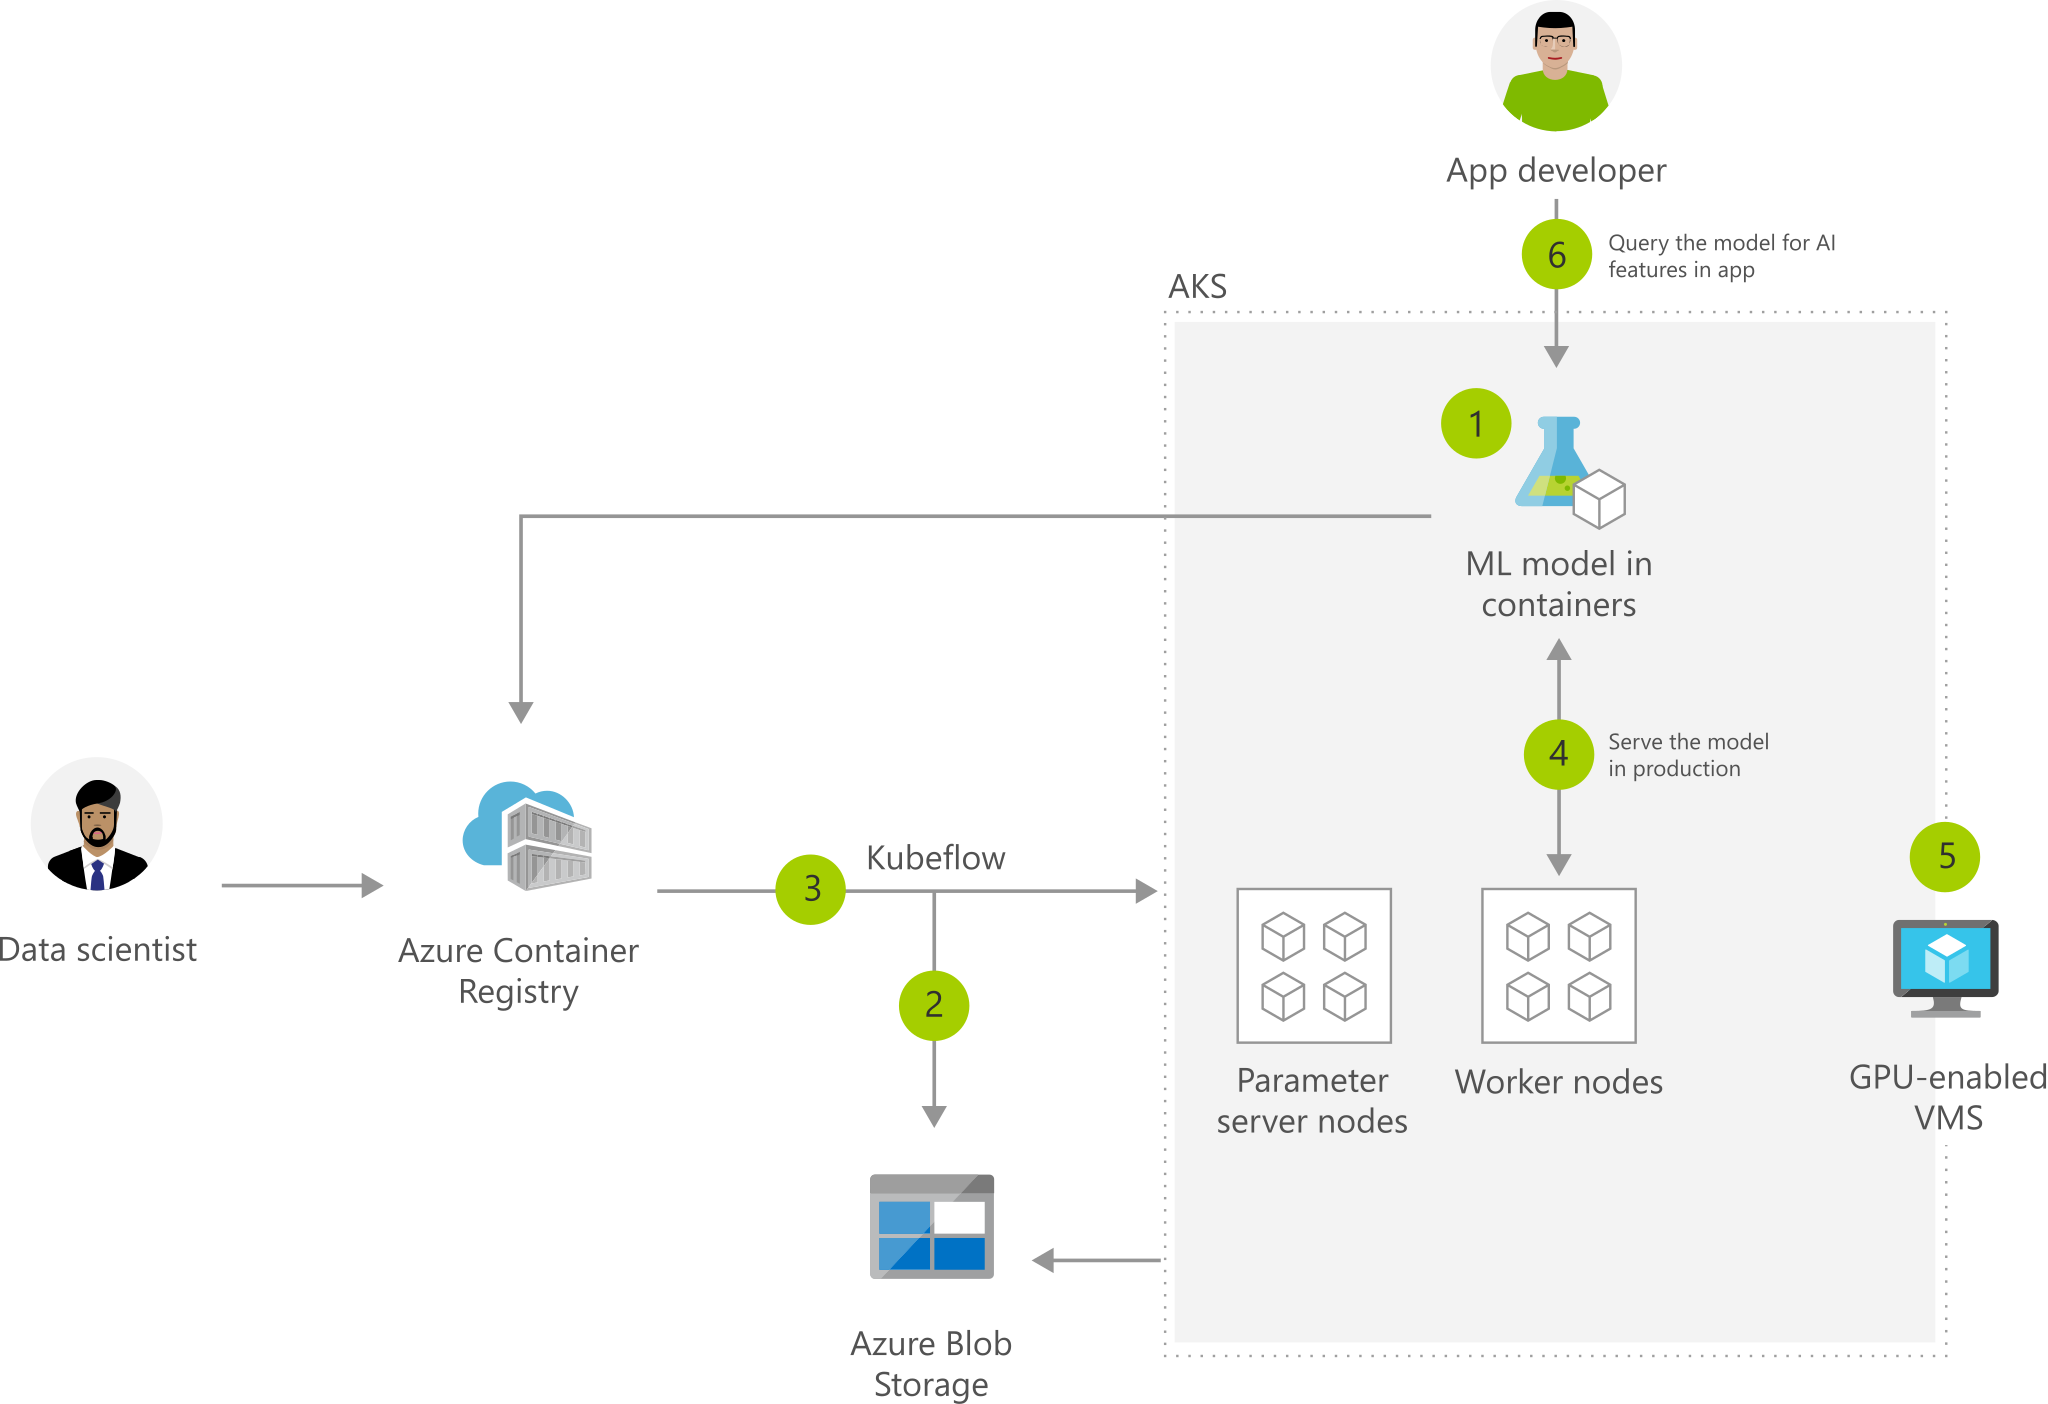 App developer
6
Query the model for AI
features in app
AKS
1
ML model in
containers
4
Serve the model
in production
Data scientist
Azure Container
Registry
3
Kubeflow
2
Azure Blob
Storage
Parameter
server nodes
Worker nodes
5
GPU-enabled
VMS